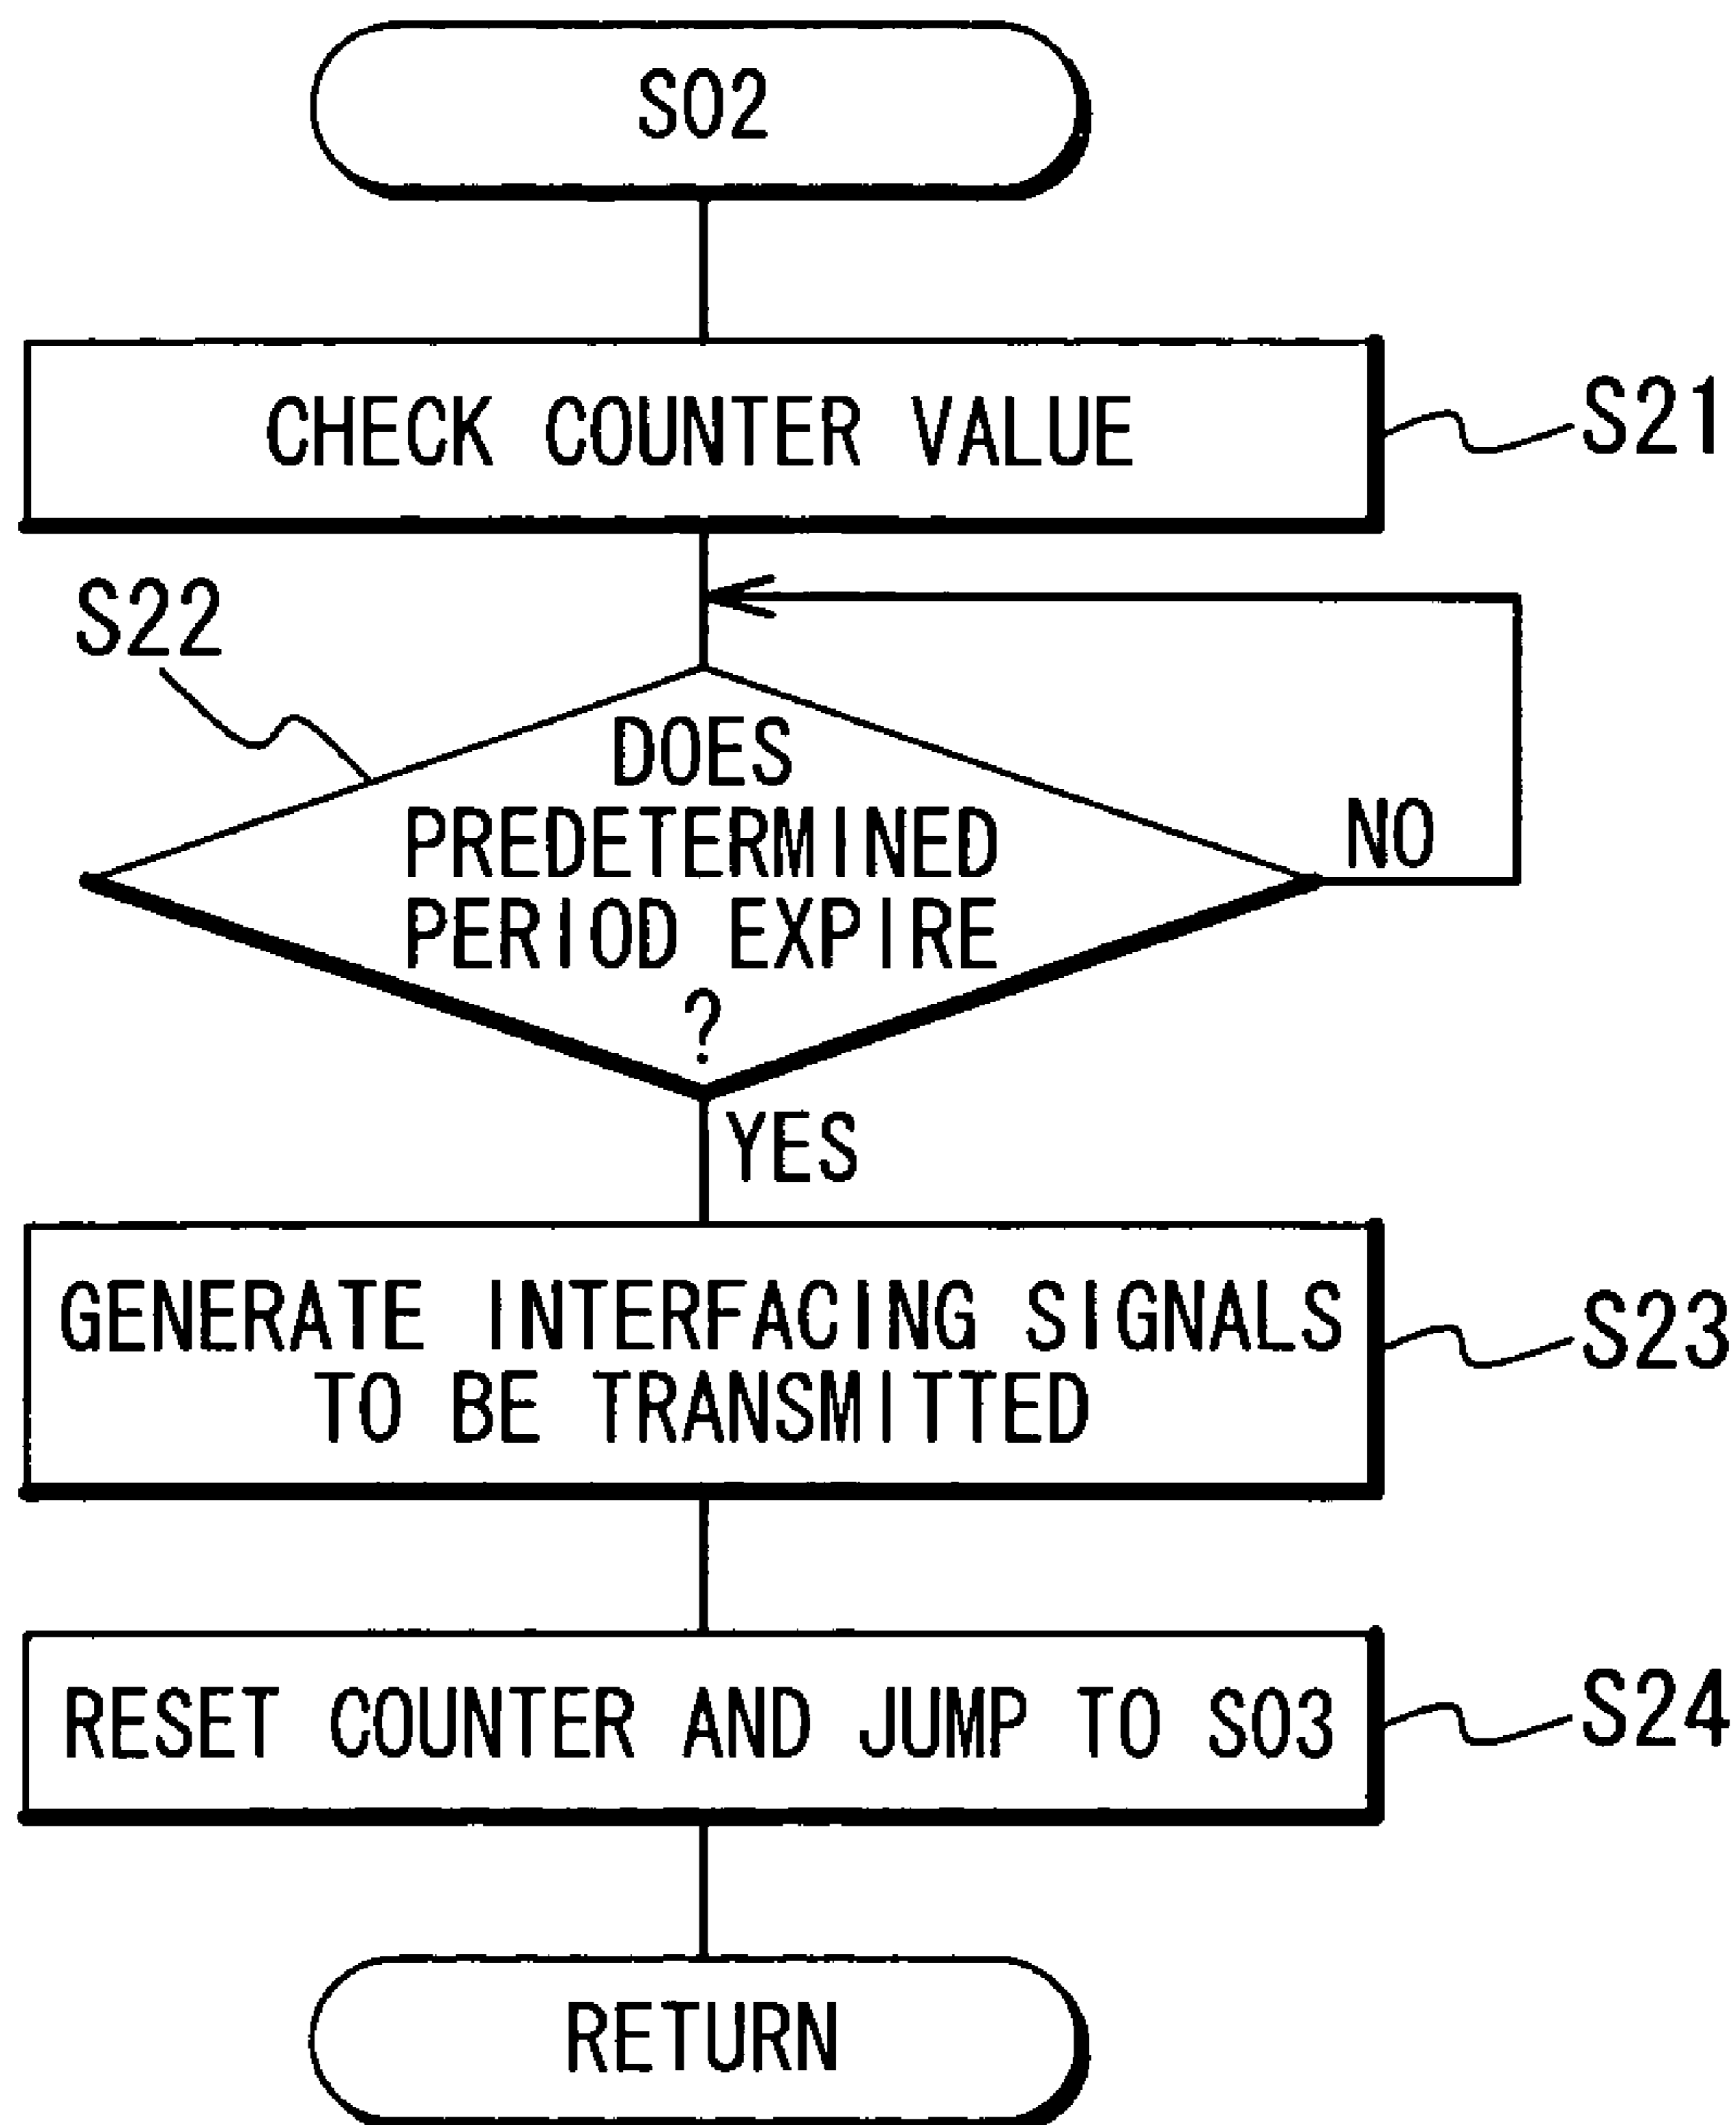 S02
CHECK COUNTER VALUE
S21
S22
DOES
PREDETERMINED
PERIOD EXPIRE
?
NO
YES
GENERATE INTERFACING SIGNALS
TO BE TRANSMITTED
S23
RESET COUNTER AND JUMP TO S03
S24
RETURN